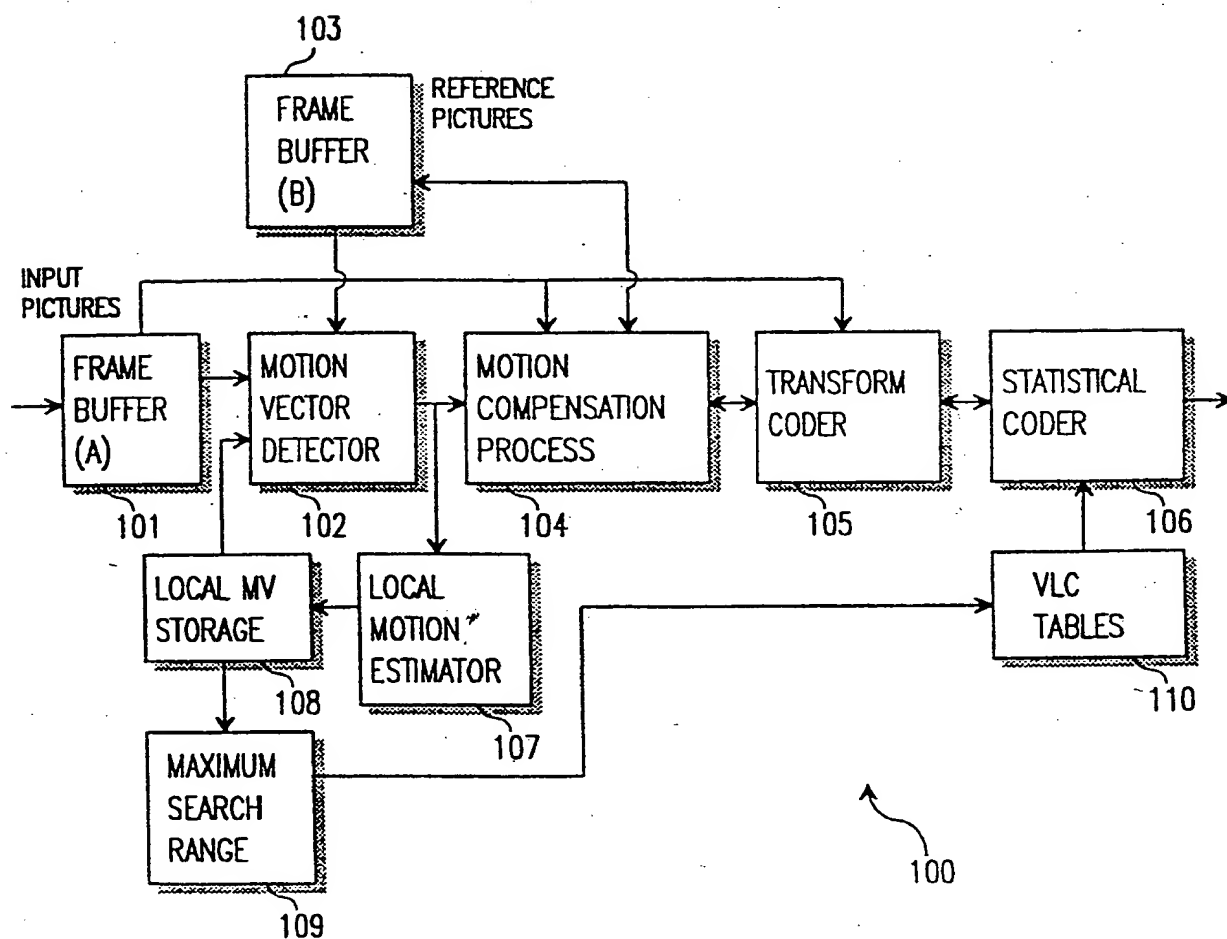 103
FRAME
BUFFER
(B)
REFERENCE
PICTURES
INPUT
PICTURES
FRAME
BUFFER
(A)
101
MOTION
VECTOR
DETECTOR
102
MOTION
COMPENSATION
PROCESS
104
TRANSFORM
CODER
105
STATISTICAL
CODER
106
LOCAL MV
STORAGE
108
LOCAL
MOTION
ESTIMATOR
107
VLC
TABLES
110
MAXIMUM
SEARCH
RANGE
109
100